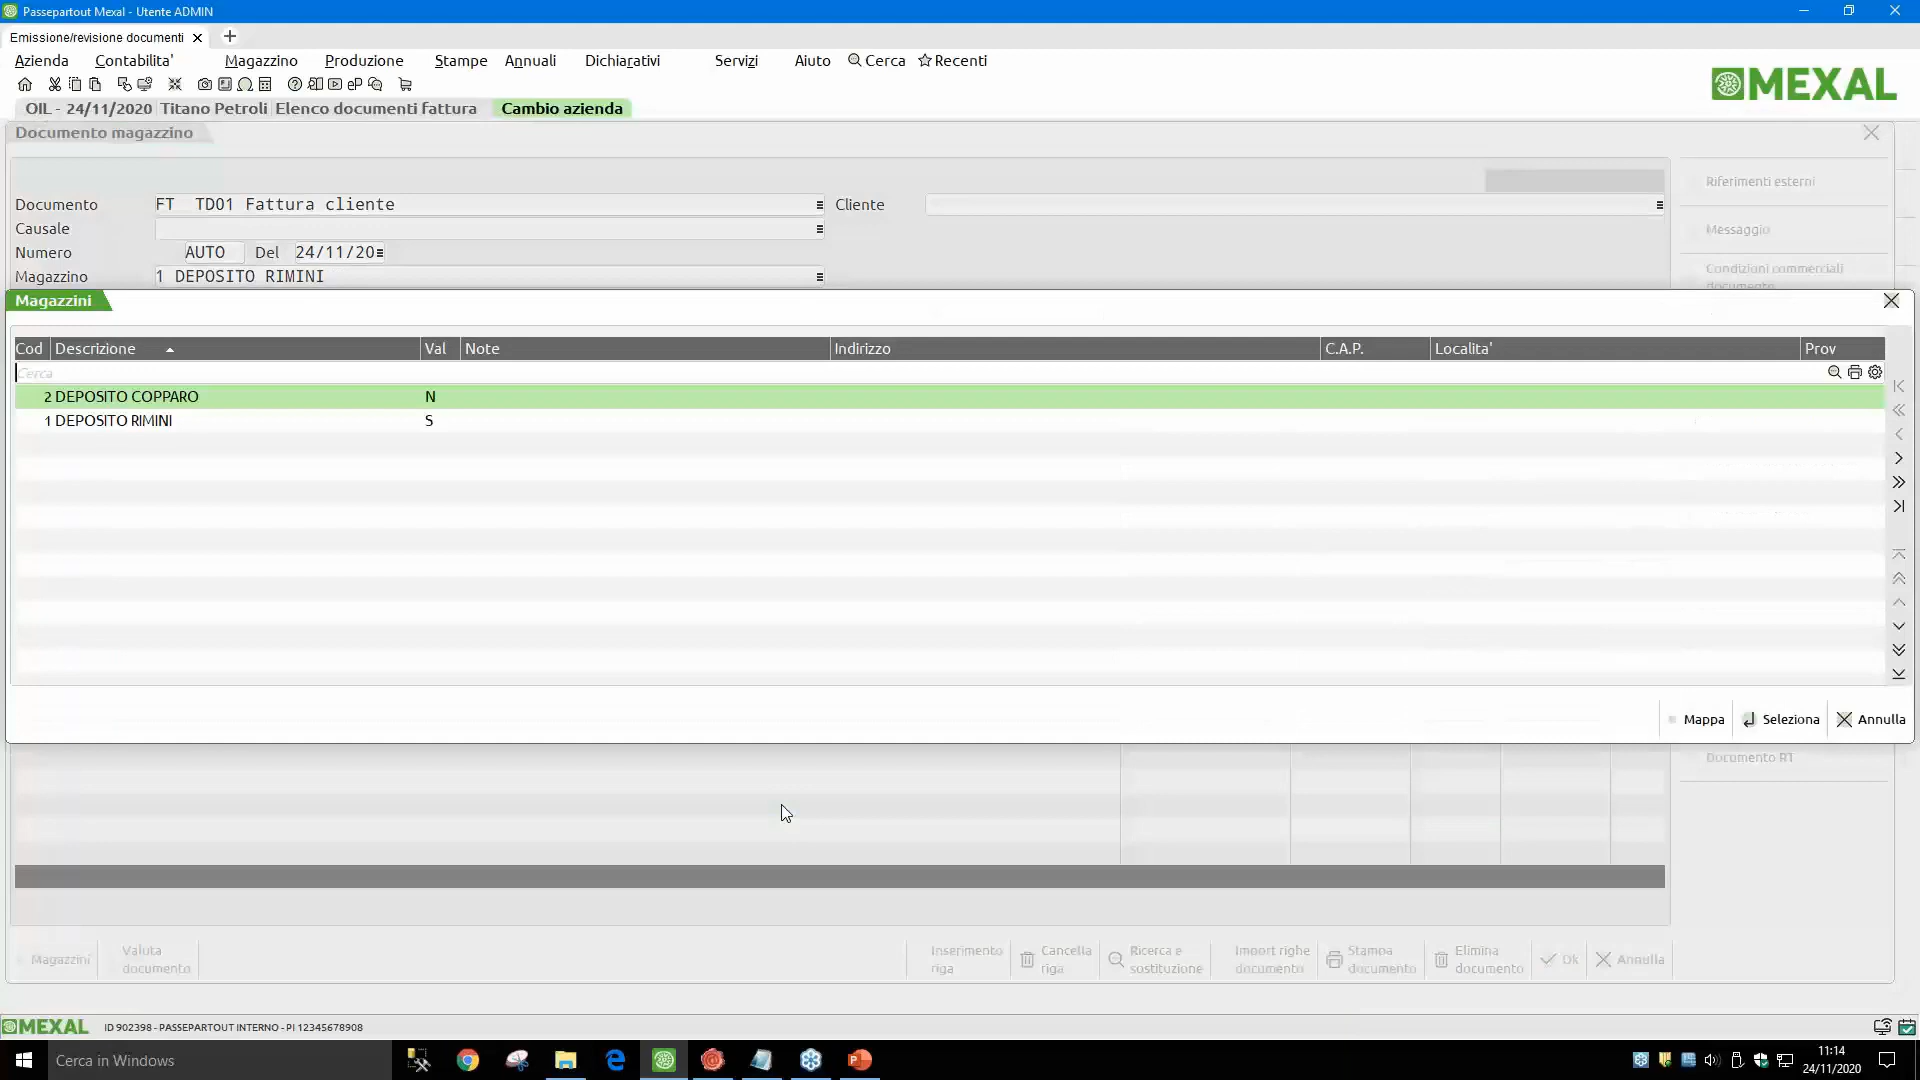 Passepartout Mexal - Utente ADMIN
Emissione/revisione documenti
Azienda Contabilita' Magazzino Produzione Stampe Annuali Dichiarativi Servizi Aiuto Cerca Recenti
MEXAL
OIL - 24/11/2020 Titano Petroli Elenco documenti fattura Cambio azienda
Documento magazzino
Riferimenti esterni
Documento FT TD01 Fattura cliente Cliente
Causale
Messaggio
Numero AUTO Del 24/11/20
Magazzino 1 DEPOSITO RIMINI
Condizioni commerciali
documento
Magazzini
Cod Descrizione Val Note Indirizzo C.A.P. Localita' Prov
Cerca
2 DEPOSITO COPPARO N
1 DEPOSITO RIMINI S
Mappa Seleziona Annulla
Documento RT
Magazzini
Valuta
documento
Inserimento
riga
Cancella
riga
Ricerca e
sostituzione
Import righe
documento
Stampa
documento
Elimina
documento
Ok
Annulla
MEXAL ID 902398 - PASSEPARTOUT INTERNO - PI 12345678908
Cerca in Windows
11:14
24/11/2020